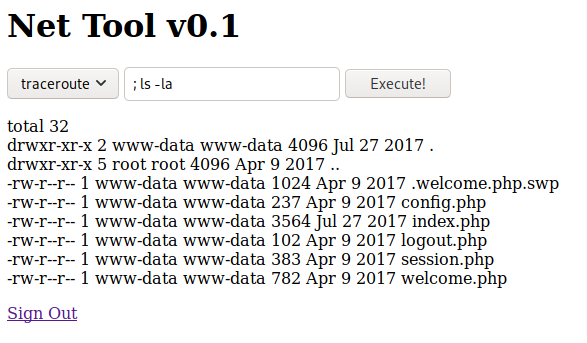 Net Tool v0.1
traceroute ; ls -la Execute!
total 32
drwxr-xr-x 2 www-data www-data 4096 Jul 27 2017 .
drwxr-xr-x 5 root root 4096 Apr 9 2017 ..
-rw-r--r-- 1 www-data www-data 1024 Apr 9 2017 .welcome.php.swp
-rw-r--r-- 1 www-data www-data 237 Apr 9 2017 config.php
-rw-r--r-- 1 www-data www-data 3564 Jul 27 2017 index.php
-rw-r--r-- 1 www-data www-data 102 Apr 9 2017 logout.php
-rw-r--r-- 1 www-data www-data 383 Apr 9 2017 session.php
-rw-r--r-- 1 www-data www-data 782 Apr 9 2017 welcome.php
Sign Out